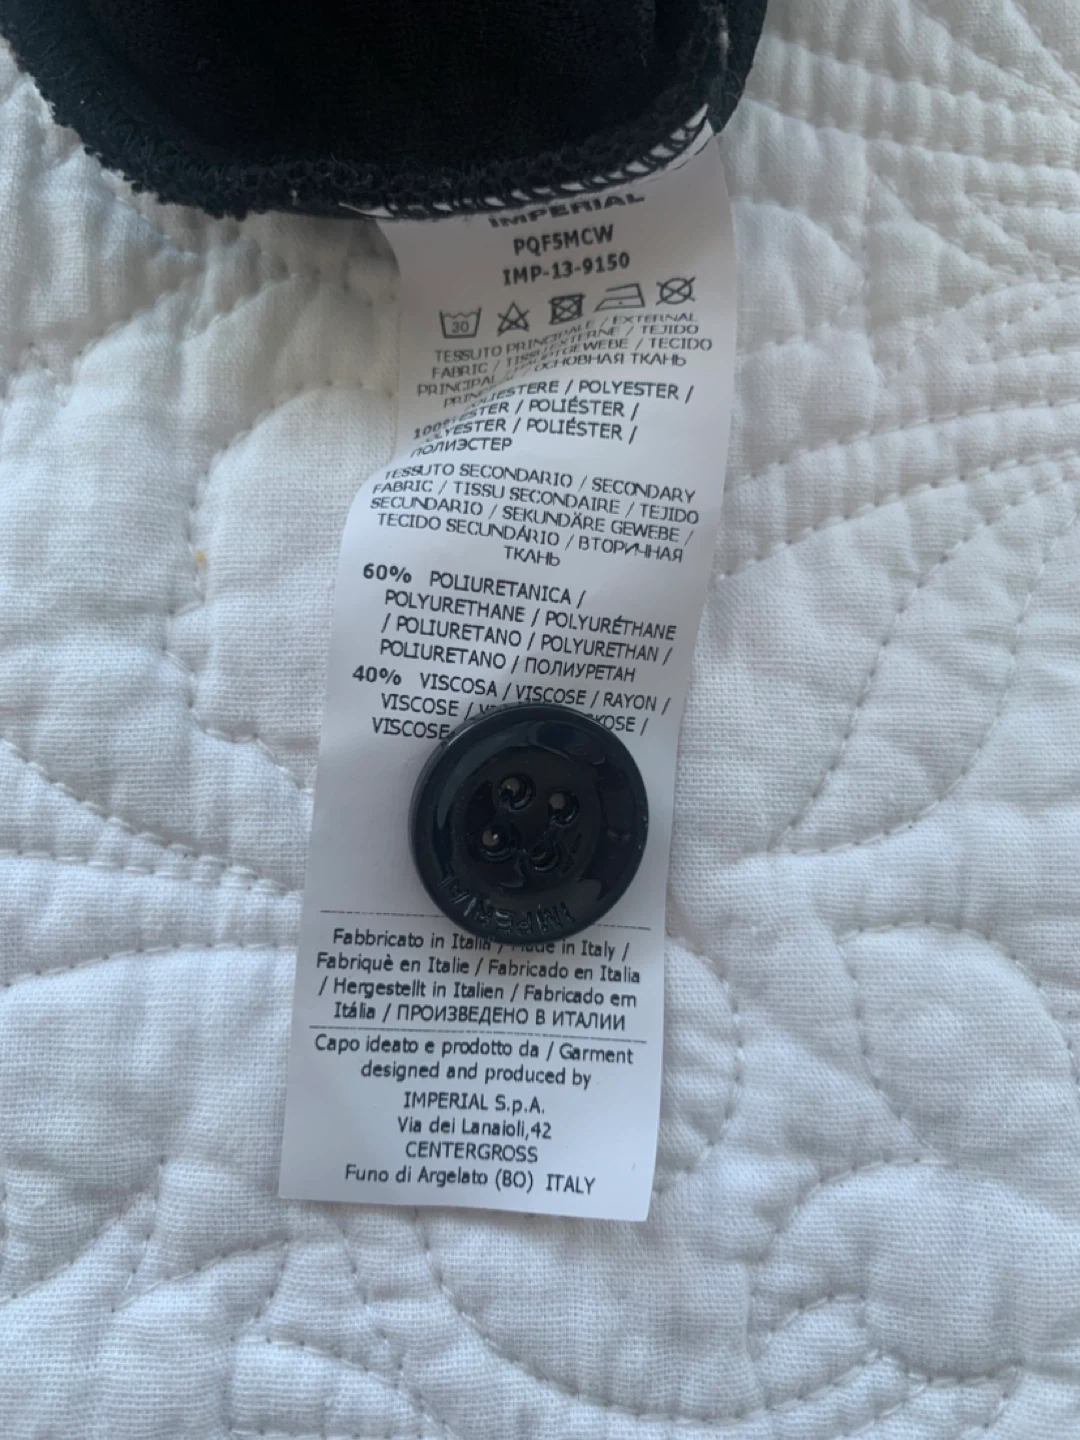 IMPERIAL
PQF5MCW
IMP-13-9150
30
TESSUTO PRINCIPALE / EXTERNAL
FABRIC / EXTERNE / TEJIDO
PRINCIPAL / TECIDO
ОСНОВНАЯ ТКАНЬ
/ POLYESTER /
/ POLIÉSTER /
/ POLIÉSTER /
ПОЛИЭСТЕР
TESSUTO SECONDARIO / SECONDARY
FABRIC / TISSU SECONDAIRE / TEJIDO
SECUNDARIO / SEKUNDÄRE GEWEBE /
TECIDO SECUNDÁRIO / ВТОРИЧНАЯ
ТКАНЬ
60% POLIURETANICA /
POLYURETHANE / POLYURÉTHANE
/ POLIURETANO / POLYURETHAN /
POLIURETANO / ПОЛИУРЕТАН
40% VISCOSA / VISCOSE / RAYON /
VISCOSE /
VISCOSE
IMPERIAL
Fabbricato in Italia / Made in Italy /
Fabriquè en Italie / Fabricado en Italia
/ Hergestellt in Italien / Fabricado em
Itália / ПРОИЗВЕДЕНО В ИТАЛИИ
Capo ideato e prodotto da / Garment
designed and produced by
IMPERIAL S.p.A.
Via dei Lanaioli,42
CENTERGROSS
Funo di Argelato (BO) ITALY